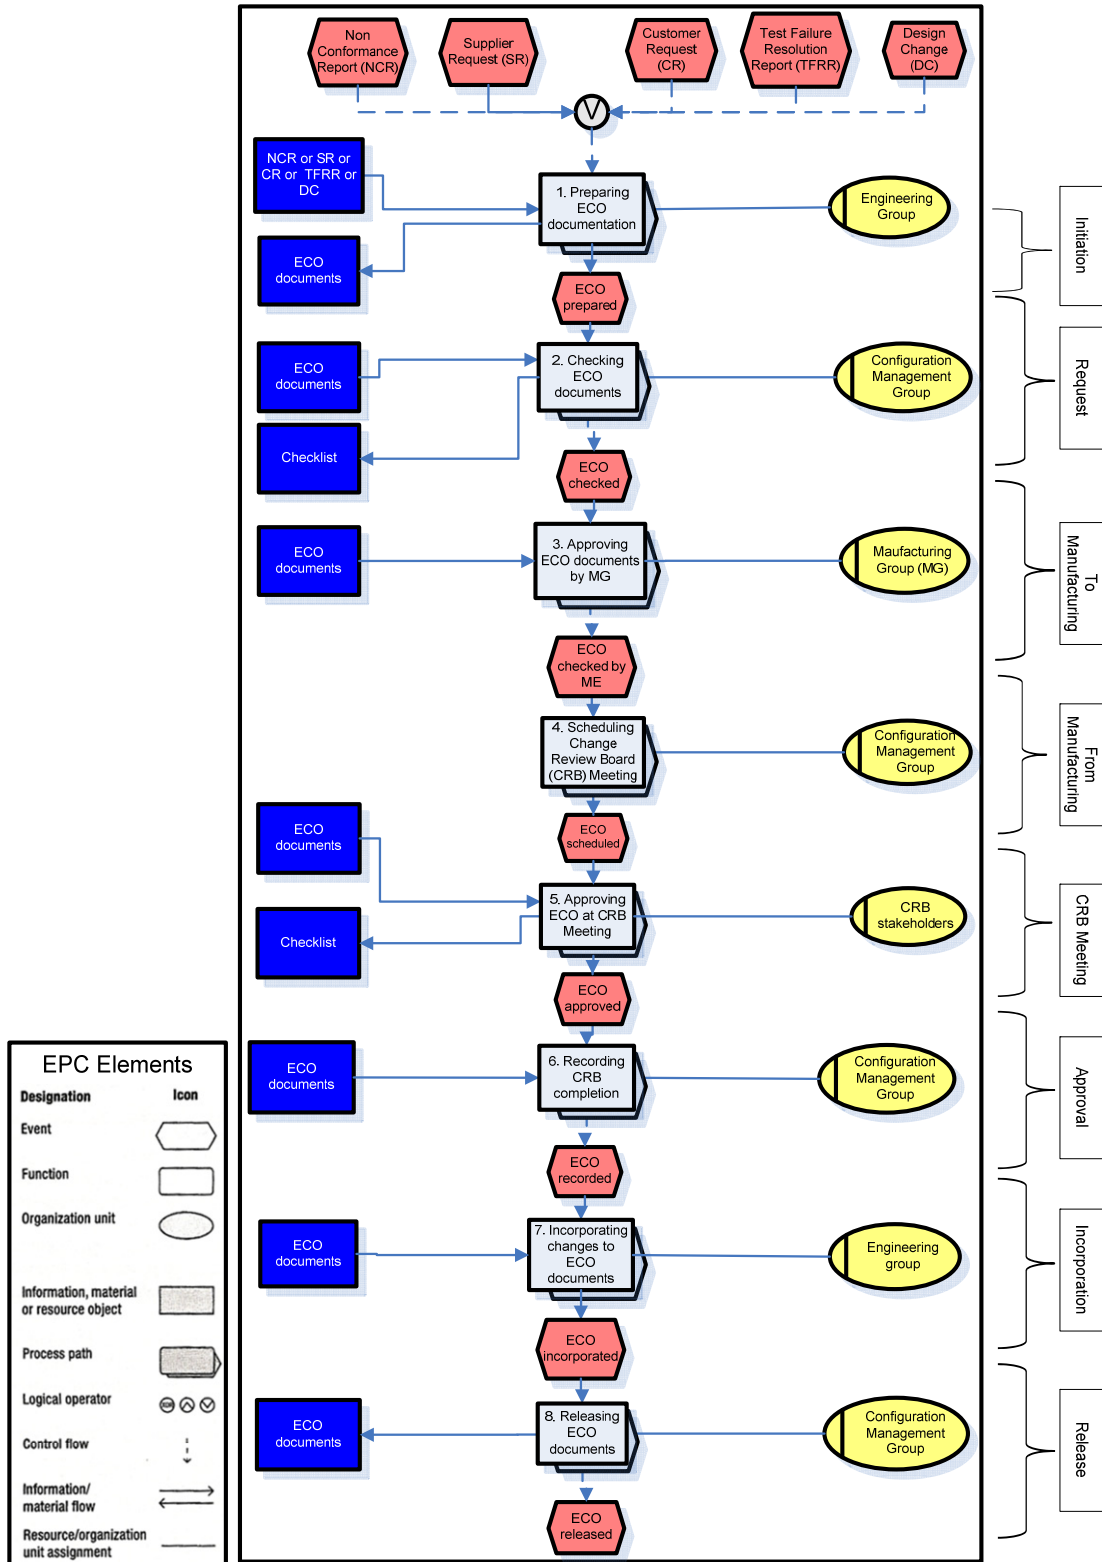 Non
Conformance
Report (NCR)
Supplier
Request (SR)
Customer
Request
(CR)
Test Failure
Resolution
Report (TFRR)
Design
Change
(DC)
V
NCR or SR or
CR or TFRR or
DC
1. Preparing
ECO
documentation
Engineering
Group
Initiation
ECO
documents
ECO
prepared
ECO
documents
2. Checking
ECO
documents
Configuration
Management
Group
Request
Checklist
ECO
checked
ECO
documents
3. Approving
ECO documents
by MG
Maufacturing
Group (MG)
To
Manufacturing
ECO
checked by
ME
4. Scheduling
Change
Review Board
(CRB) Meeting
Configuration
Management
Group
From
Manufacturing
ECO
scheduled
ECO
documents
5. Approving
ECO at CRB
Meeting
CRB
stakeholders
CRB Meeting
Checklist
ECO
approved
ECO
documents
6. Recording
CRB
completion
Configuration
Management
Group
Approval
ECO
recorded
ECO
documents
7. Incorporating
changes to
ECO
documents
Engineering
group
Incorporation
ECO
incorporated
ECO
documents
8. Releasing
ECO
documents
Configuration
Management
Group
Release
ECO
released
EPC Elements
Designation Icon
Event
Function
Organization unit
Information, material
or resource object
Process path
Logical operator
Control flow
Information/
material flow
Resource/organization
unit assignment